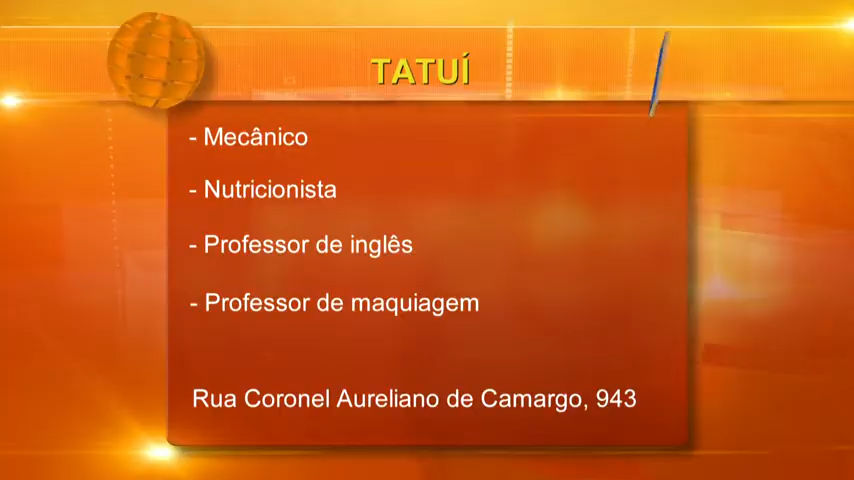 TATUÍ
- Mecânico
- Nutricionista
- Professor de inglês
- Professor de maquiagem
Rua Coronel Aureliano de Camargo, 943